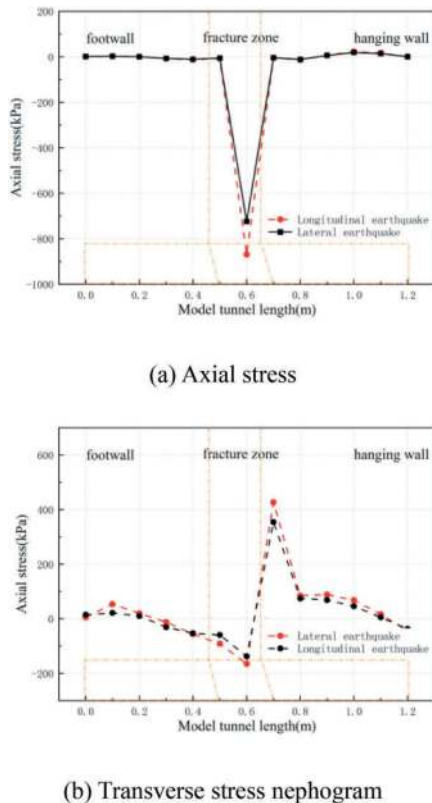 footwall
fracture zone
hanging wall
200
0
-200
-400
-600
-800
-1000
Axial stress(kPa)
Longitudinal earthquake
Lateral earthquake
0.0 0.2 0.4 0.6 0.8 1.0 1.2
Model tunnel length(m)
(a) Axial stress
footwall
fracture zone
hanging wall
600
400
200
0
-200
Axial stress(kPa)
Lateral earthquake
Longitudinal earthquake
0.0 0.2 0.4 0.6 0.8 1.0 1.2
Model tunnel length(m)
(b) Transverse stress nephogram